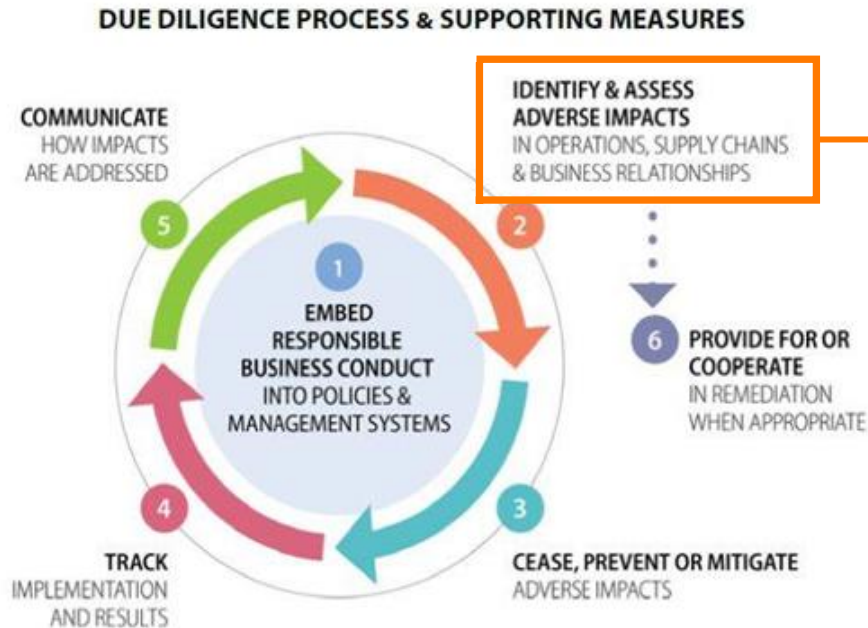 DUE DILIGENCE PROCESS & SUPPORTING MEASURES
IDENTIFY & ASSESS
ADVERSE IMPACTS
IN OPERATIONS, SUPPLY CHAINS
& BUSINESS RELATIONSHIPS
COMMUNICATE
HOW IMPACTS
ARE ADDRESSED
5
2
1
EMBED
RESPONSIBLE
BUSINESS CONDUCT
INTO POLICIES &
MANAGEMENT SYSTEMS
6
PROVIDE FOR OR
COOPERATE
IN REMEDIATION
WHEN APPROPRIATE
4
3
TRACK
IMPLEMENTATION
AND RESULTS
CEASE, PREVENT OR MITIGATE
ADVERSE IMPACTS